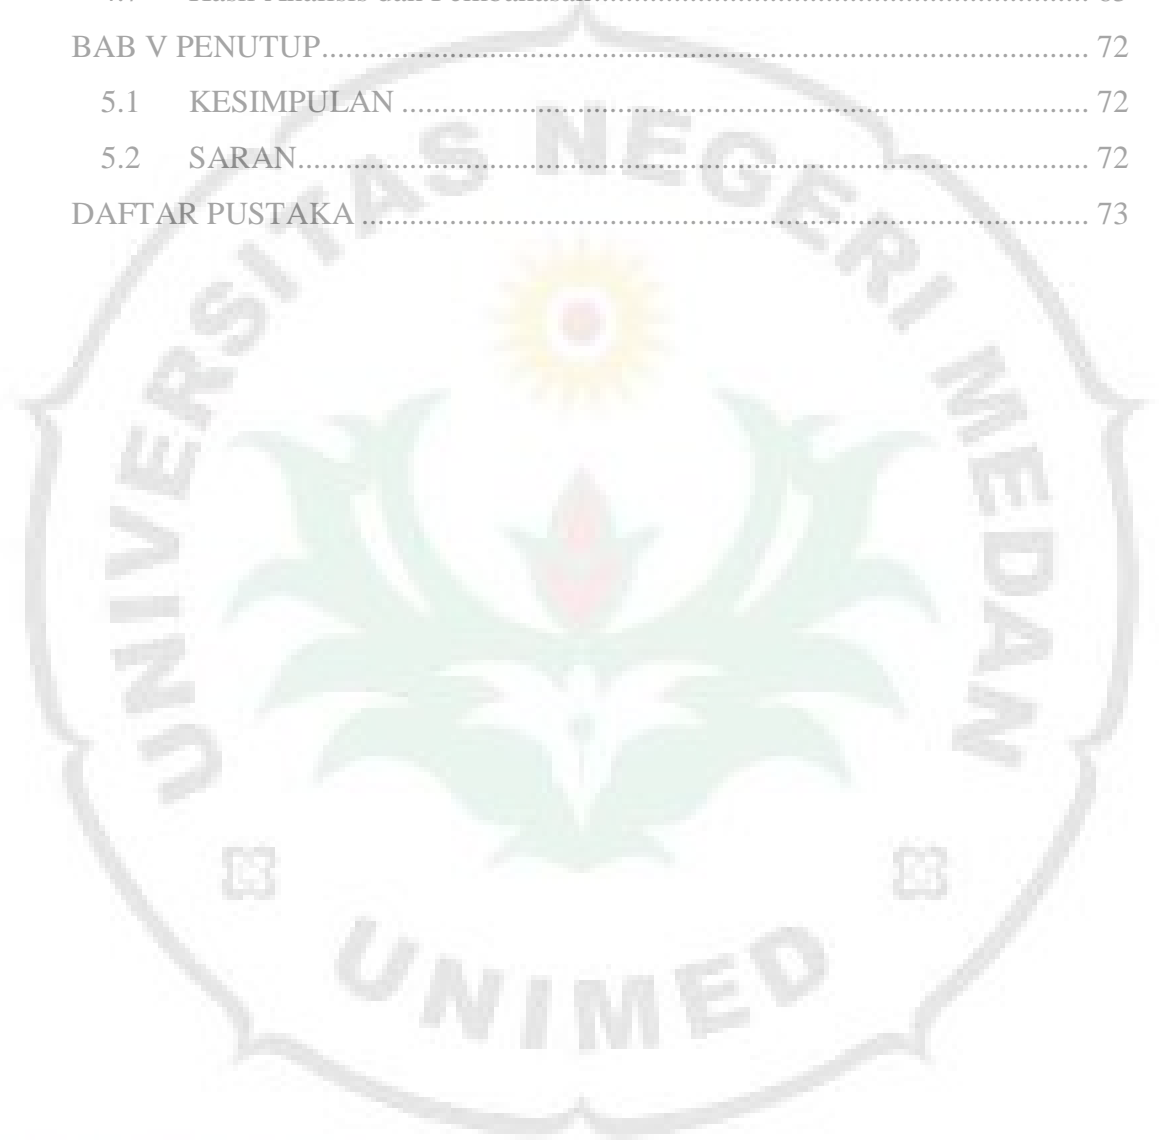 BAB V PENUTUP........................................................................................ 72
5.1 KESIMPULAN ........................................................................................ 72
5.2 SARAN........................................................................................ 72
DAFTAR PUSTAKA ........................................................................................ 73
UNIVERSITAS NEGERI MEDAN
UNIMED